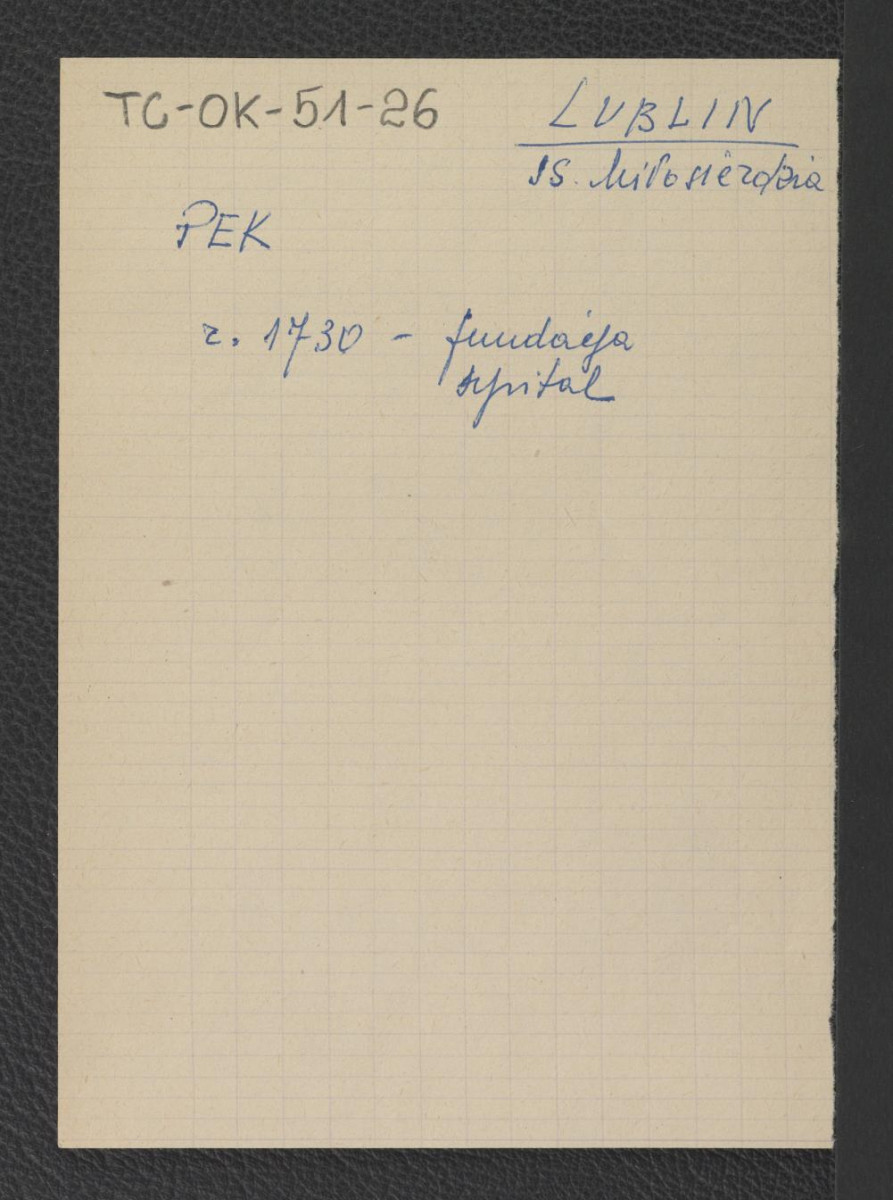 TC-OK-51-26
LUBLIN
SS. Miłosierdzia
PEK
r. 1730 - fundacja
szpital